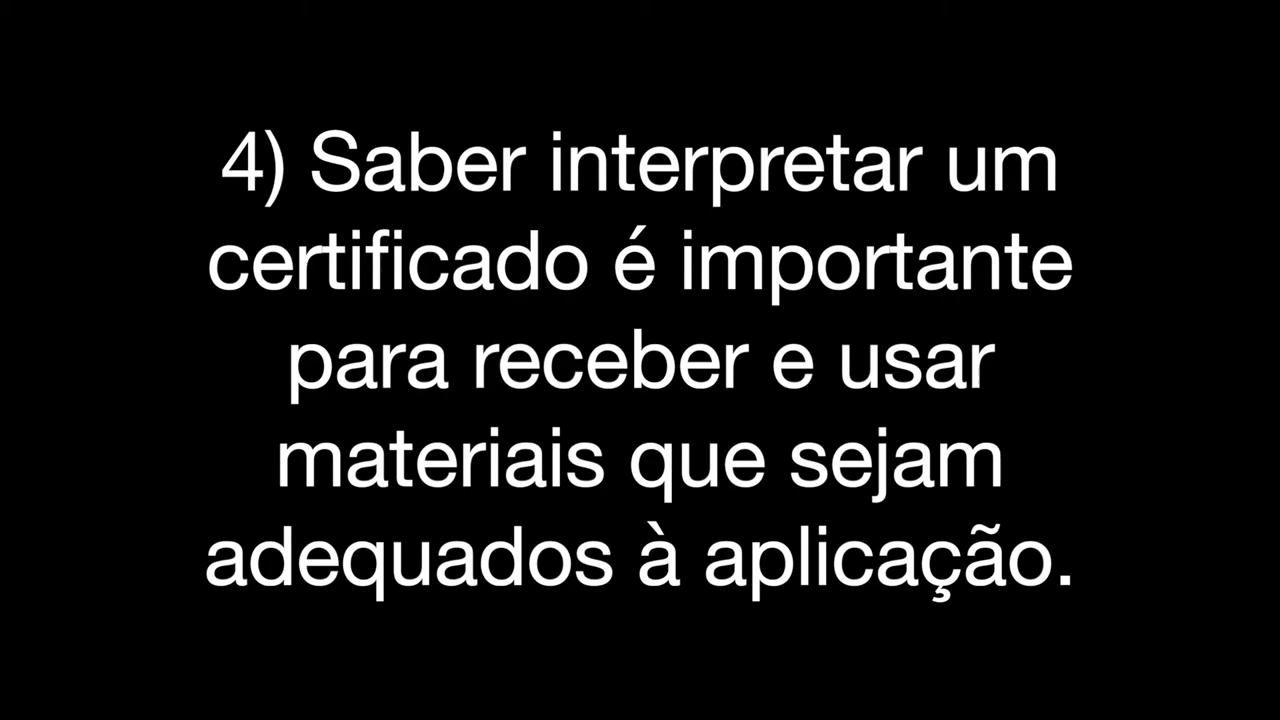 4) Saber interpretar um
certificado é importante
para receber e usar
materiais que sejam
adequados à aplicação.